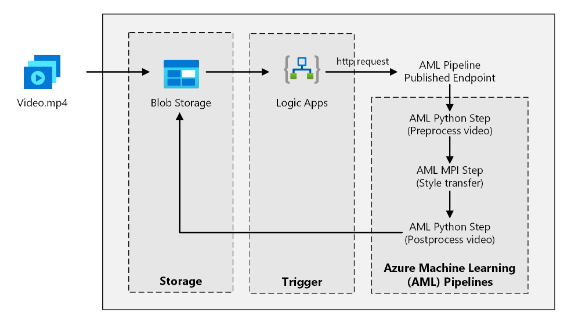 Video.mp4
Blob Storage
Logic Apps
http request
AML Pipeline
Published Endpoint
AML Python Step
(Preprocess video)
AML MPI Step
(Style transfer)
AML Python Step
(Postprocess video)
Storage
Trigger
Azure Machine Learning
(AML) Pipelines